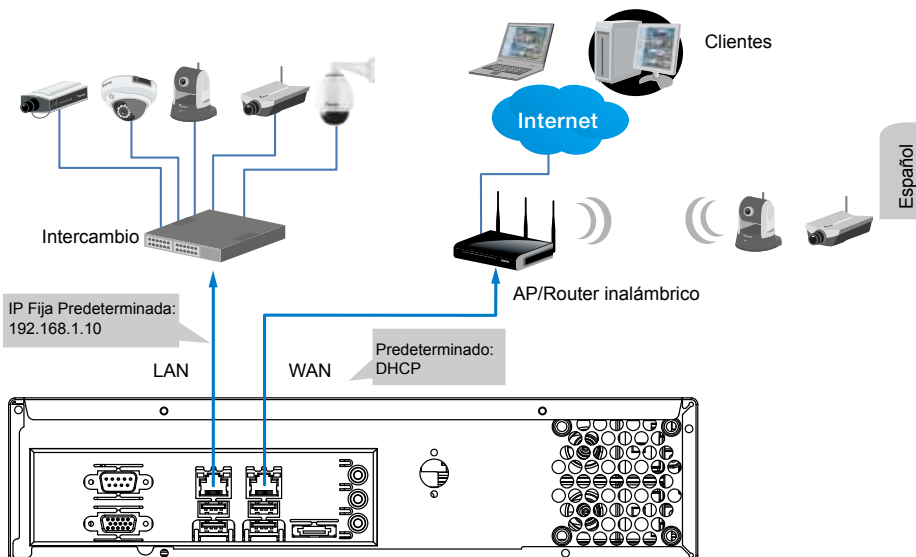 Clientes
Internet
Español
Intercambio
AP/Router inalámbrico
IP Fija Predeterminada:
192.168.1.10
Predeterminado:
DHCP
LAN
WAN